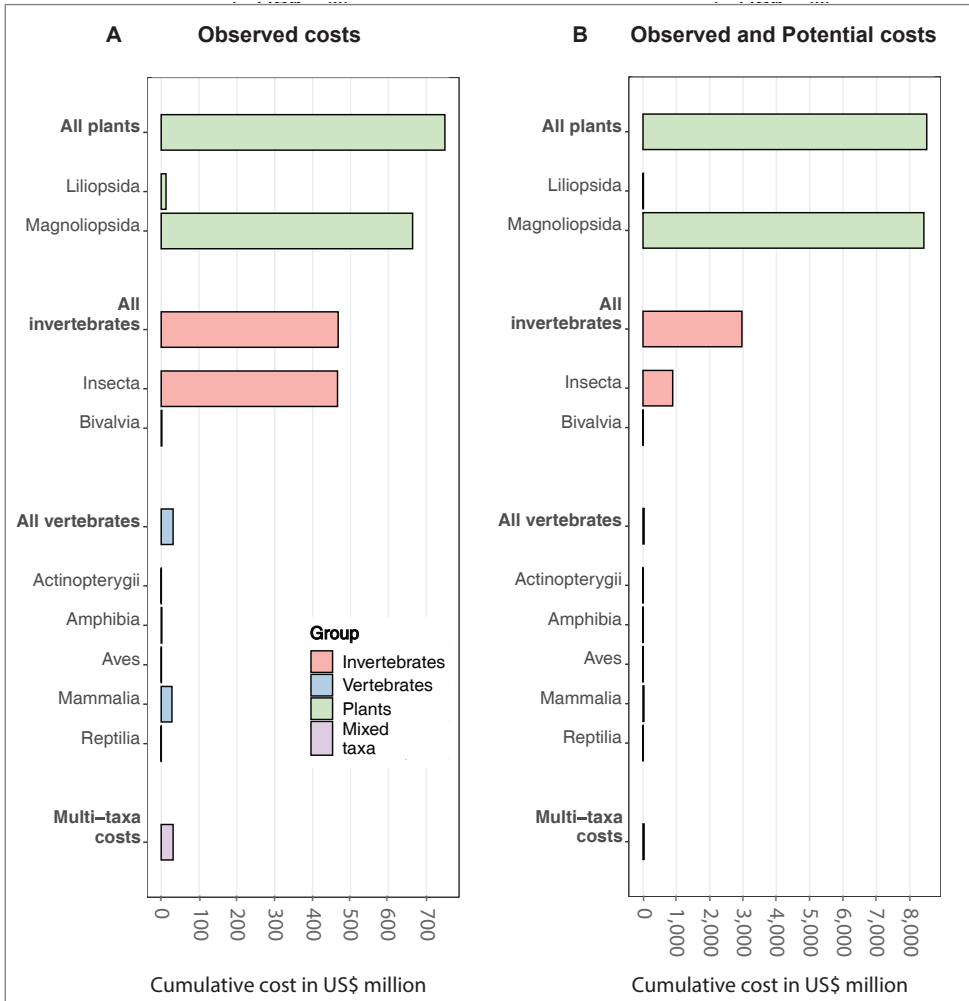 A Observed costs
All plants
Liliopsida
Magnoliopsida
All
invertebrates
Insecta
Bivalvia
All vertebrates
Actinopterygii
Amphibia
Aves
Mammalia
Reptilia
Multi–taxa
costs
Group
Invertebrates
Vertebrates
Plants
Mixed
taxa
0 100 200 300 400 500 600 700
Cumulative cost in US$ million
B Observed and Potential costs
All plants
Liliopsida
Magnoliopsida
All
invertebrates
Insecta
Bivalvia
All vertebrates
Actinopterygii
Amphibia
Aves
Mammalia
Reptilia
Multi–taxa
costs
0 1,000 2,000 3,000 4,000 5,000 6,000 7,000 8,000
Cumulative cost in US$ million